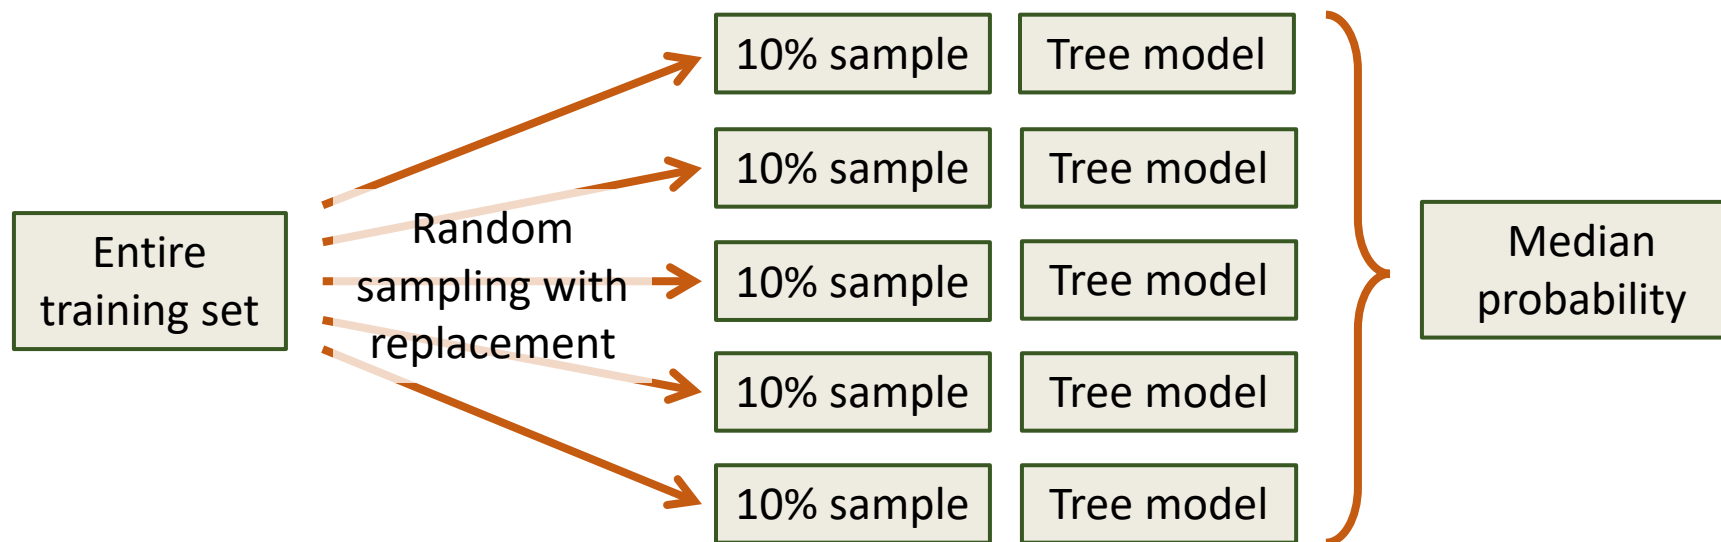 Entire
training set
Random
sampling with
replacement
10% sample
Tree model
10% sample
Tree model
10% sample
Tree model
10% sample
Tree model
10% sample
Tree model
Median
probability